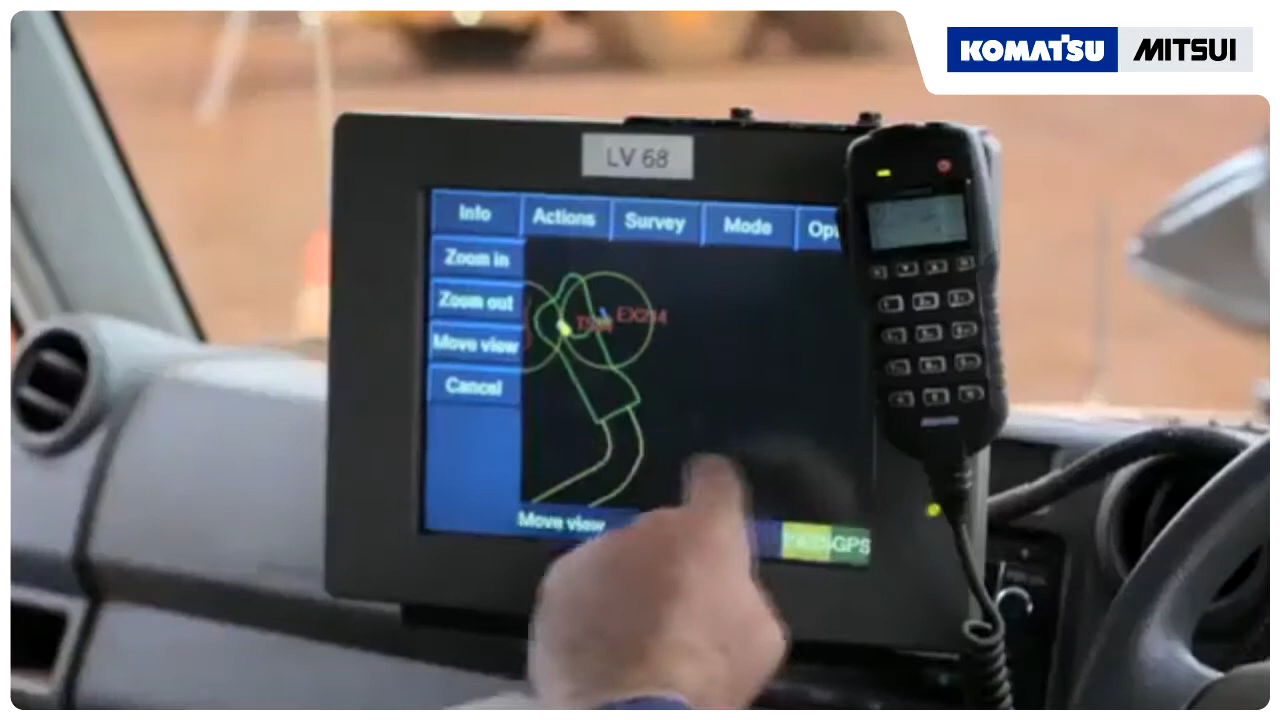 KOMATSU MITSUI
LV 68
Info Actions Survey Mode
Zoom in
Zoom out
Move view
Cancel
EX214
Move view
GPS